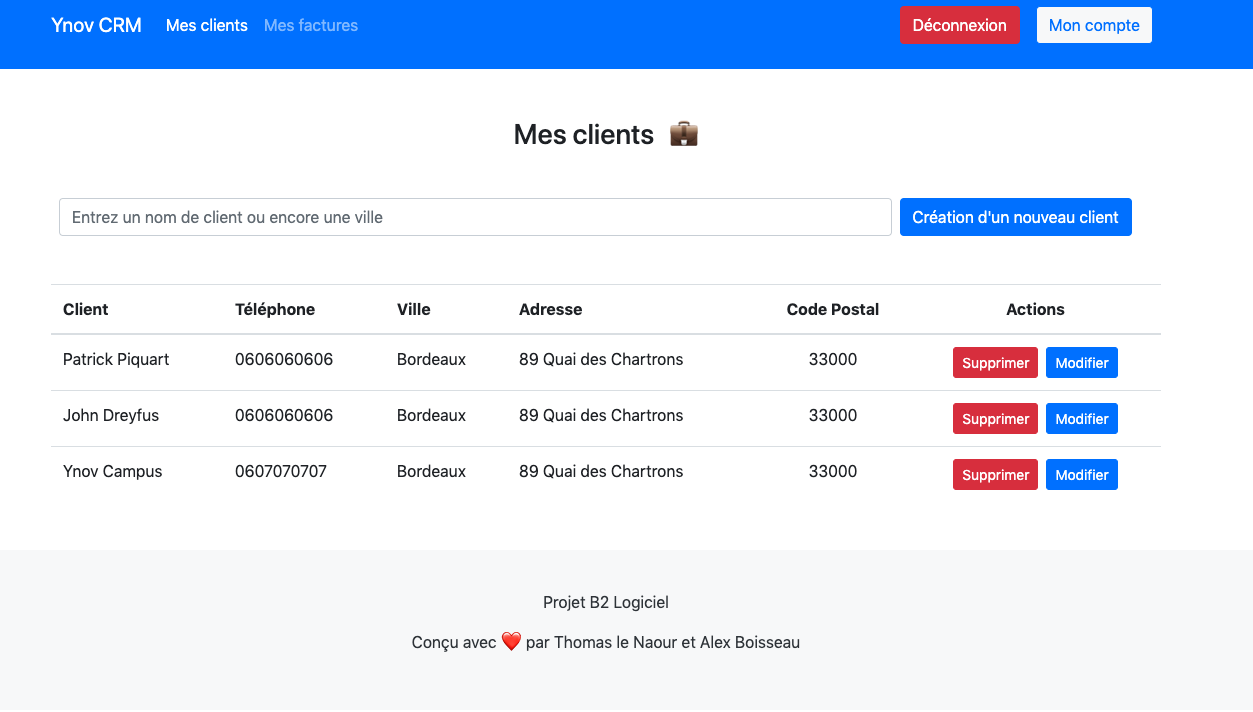 Ynov CRM Mes clients Mes factures Déconnexion Mon compte
Mes clients
Entrez un nom de client ou encore une ville Création d'un nouveau client
Client Téléphone Ville Adresse Code Postal Actions
Patrick Piquart 0606060606 Bordeaux 89 Quai des Chartrons 33000 Supprimer Modifier
John Dreyfus 0606060606 Bordeaux 89 Quai des Chartrons 33000 Supprimer Modifier
Ynov Campus 0607070707 Bordeaux 89 Quai des Chartrons 33000 Supprimer Modifier
Projet B2 Logiciel
Conçu avec ❤️ par Thomas le Naour et Alex Boisseau